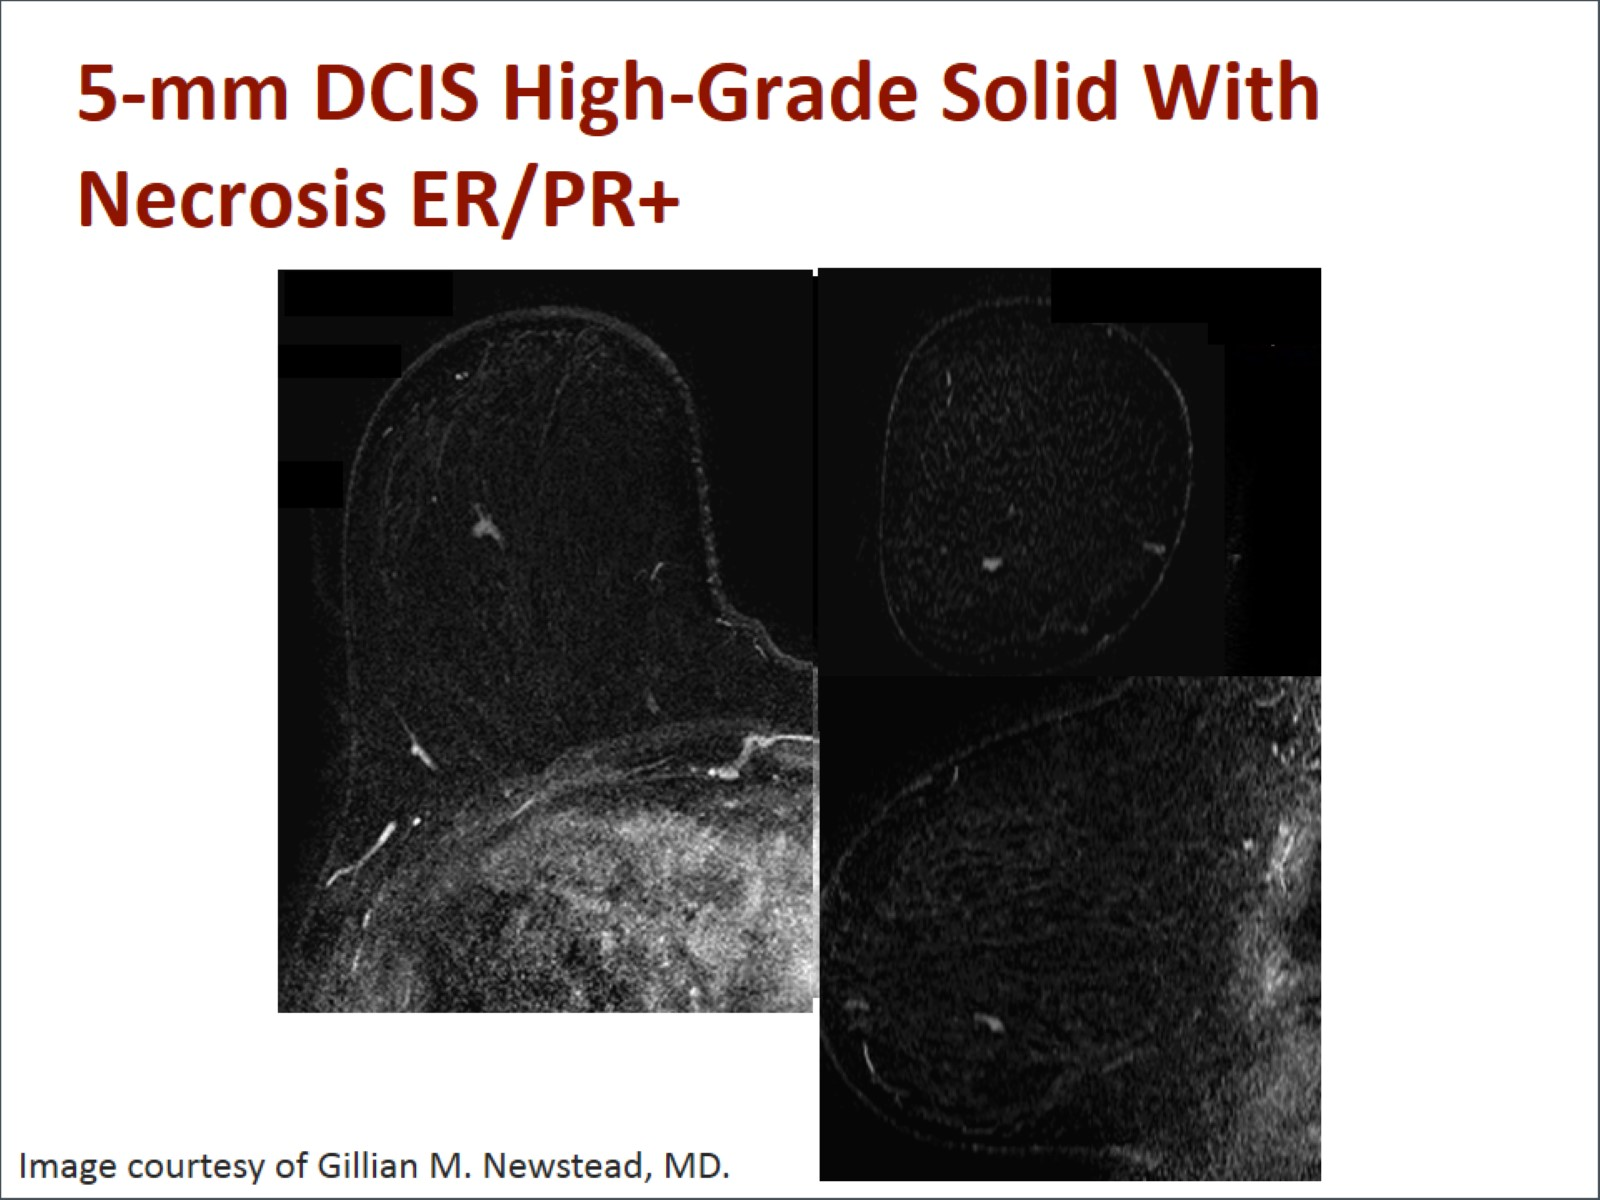 5-mm DCIS High-Grade Solid With
Necrosis ER/PR+
Image courtesy of Gillian M. Newstead, MD.